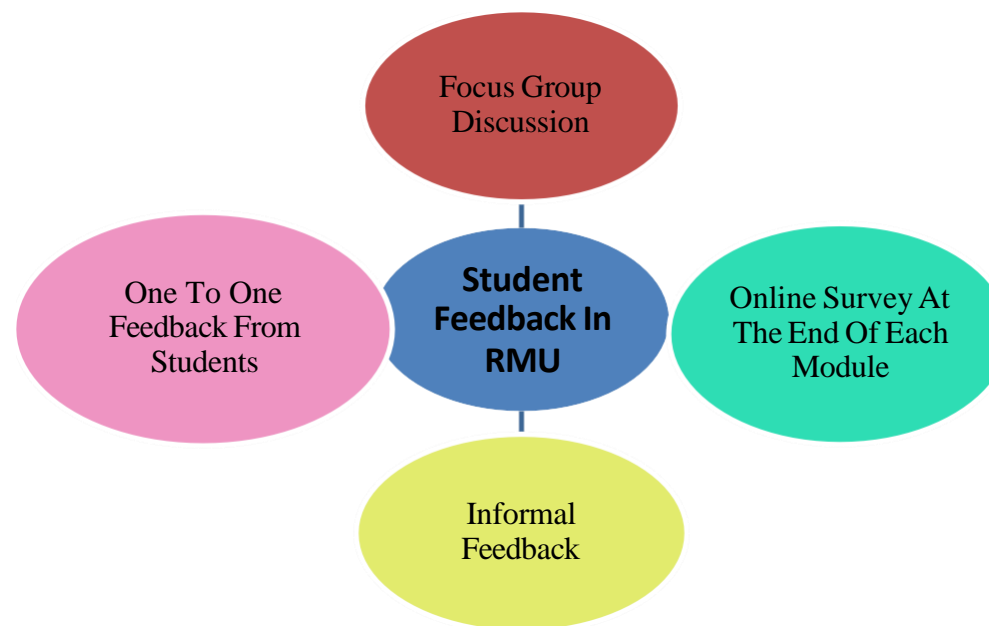 Focus Group
Discussion
One To One
Feedback From
Students
Student
Feedback In
RMU
Online Survey At
The End Of Each
Module
Informal
Feedback